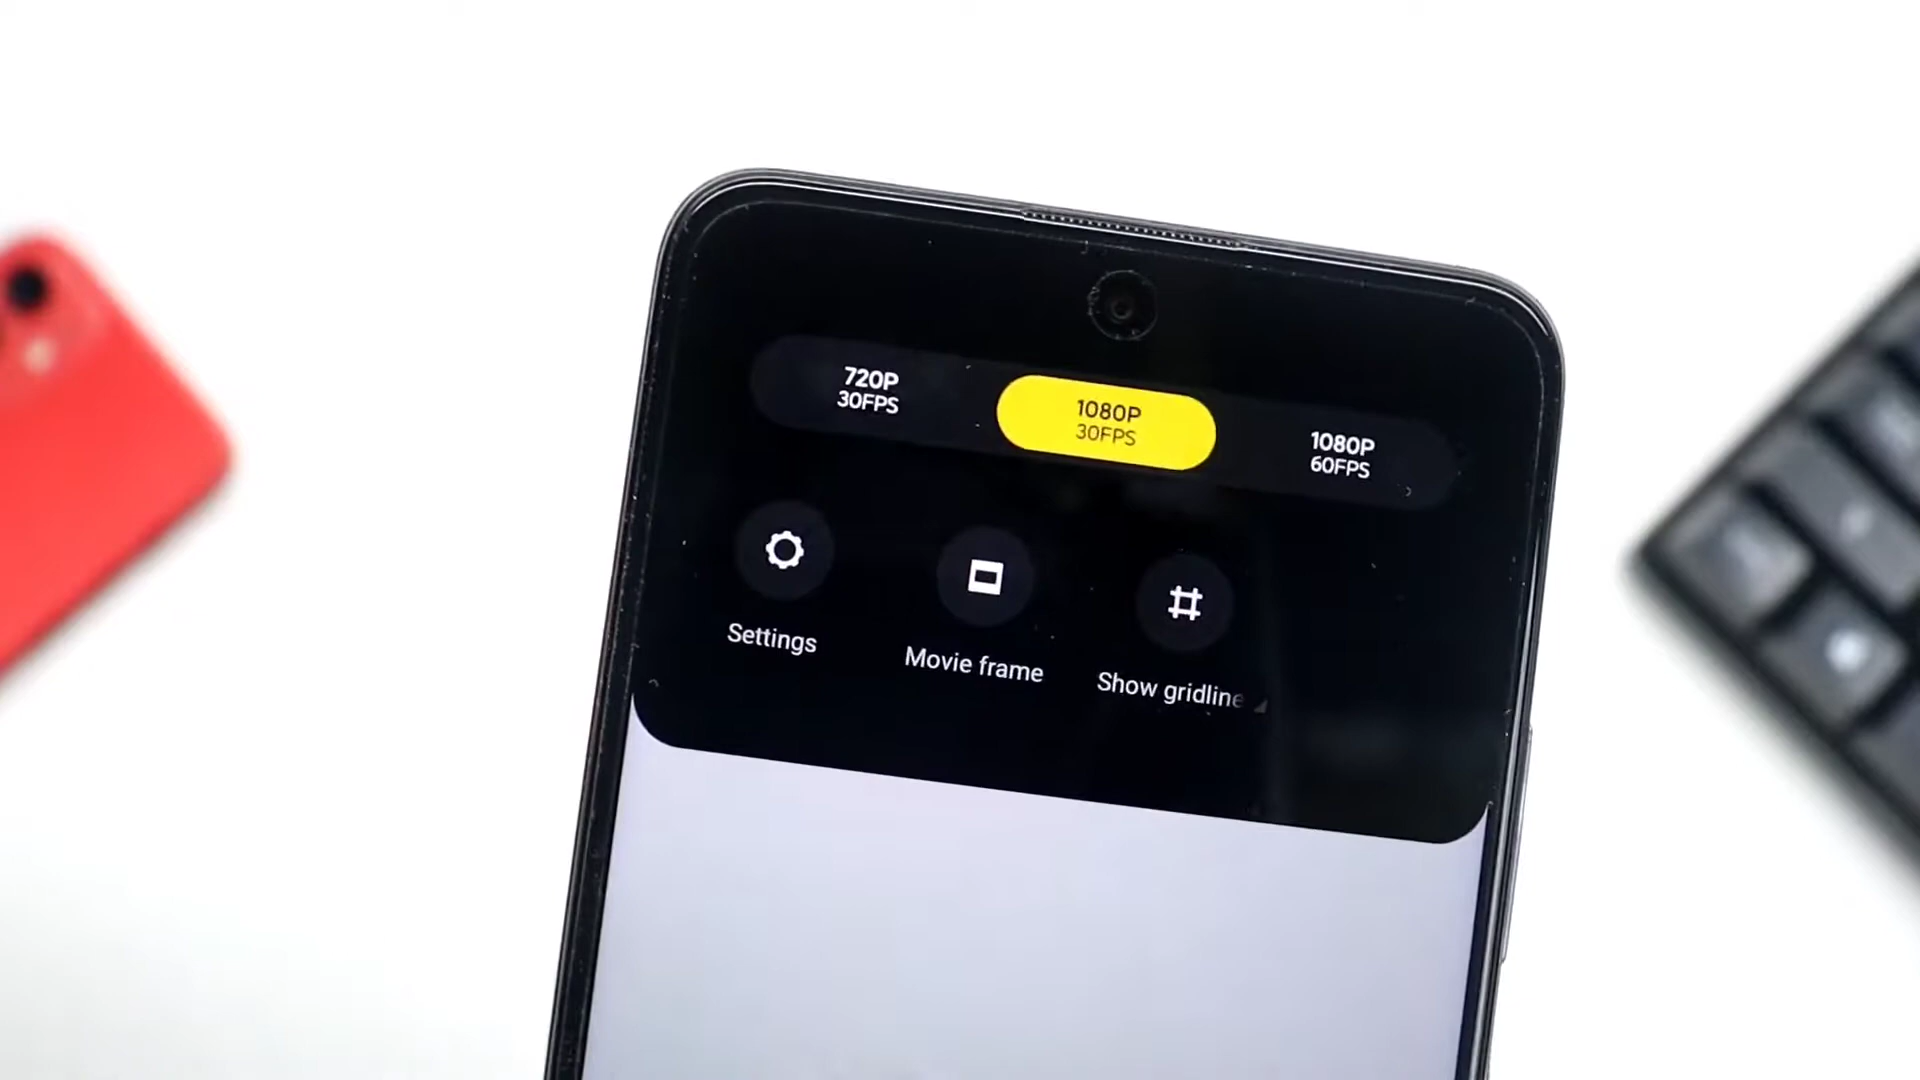 720P
30FPS
1080P
30FPS
1080P
60FPS
Settings
Movie frame
Show gridline